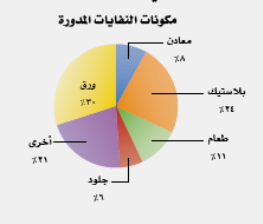 مكونات النفايات المدورة
معادن
٨٪
بلاستيك
٢٤٪
طعام
١١٪
جلود
٦٪
أخرى
٢١٪
ورق
٣٠٪